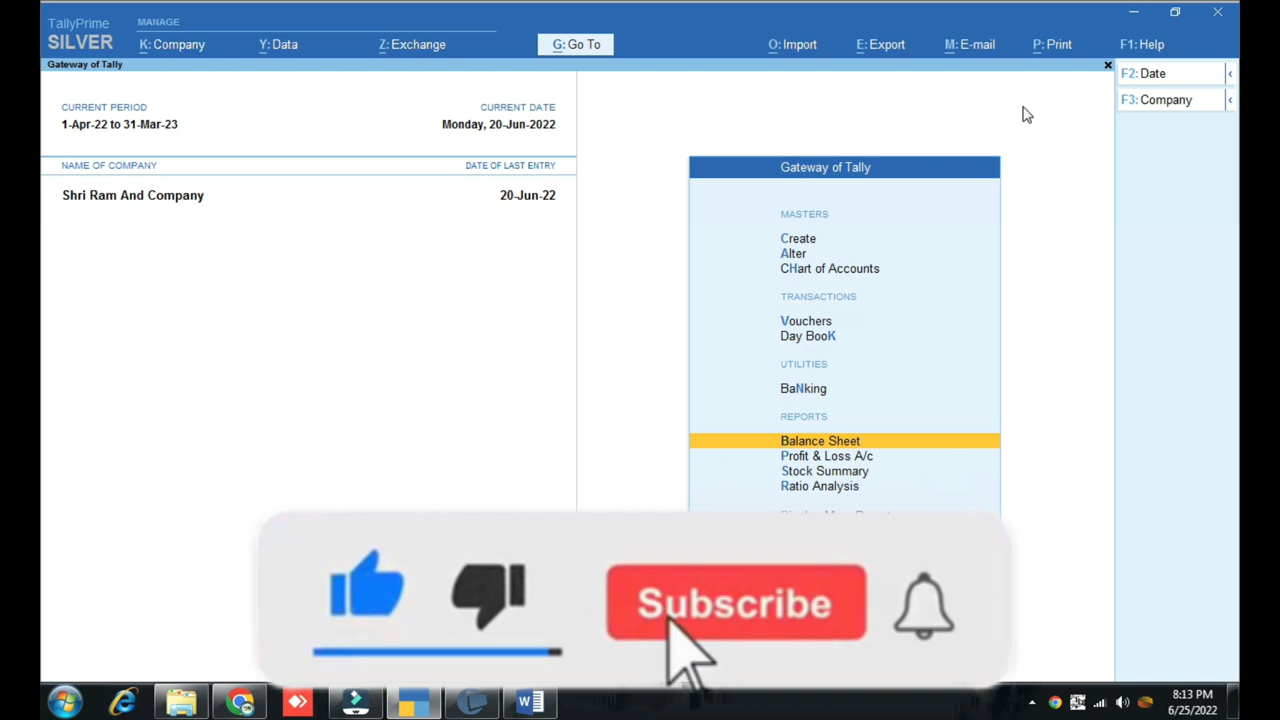 TallyPrime
MANAGE
SILVER
K: Company
Y: Data
Z: Exchange
G: Go To
O: Import
E: Export
M: E-mail
P: Print
F1: Help
Gateway of Tally
F2: Date
F3: Company
CURRENT PERIOD
CURRENT DATE
1-Apr-22 to 31-Mar-23
Monday, 20-Jun-2022
NAME OF COMPANY
DATE OF LAST ENTRY
Shri Ram And Company
20-Jun-22
Gateway of Tally
MASTERS
Create
Alter
CHart of Accounts
TRANSACTIONS
Vouchers
Day BooK
UTILITIES
BaNking
REPORTS
Balance Sheet
Profit & Loss A/c
Stock Summary
Ratio Analysis
Subscribe
8:13 PM
6/25/2022